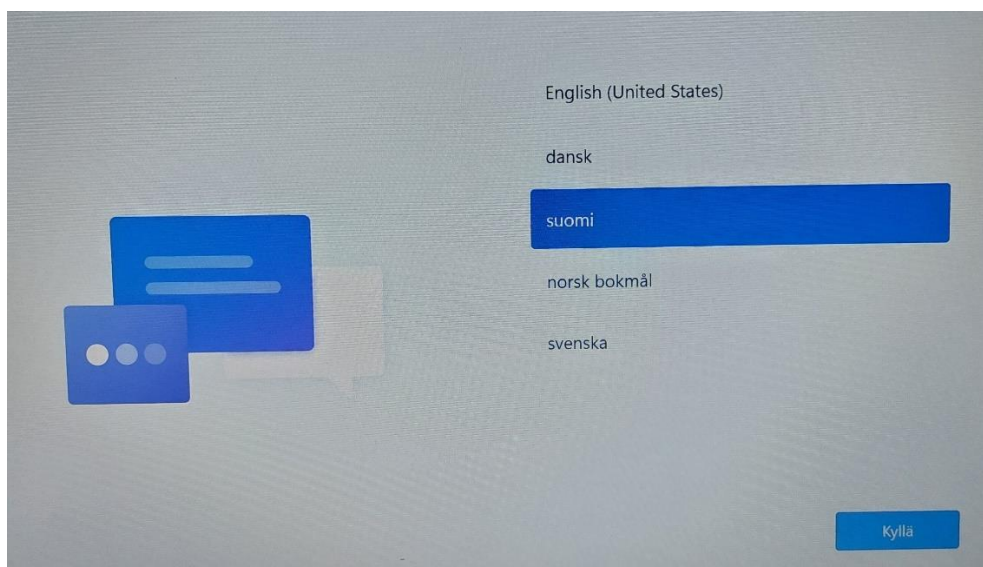 English (United States)
dansk
suomi
norsk bokmål
svenska
Kyllä